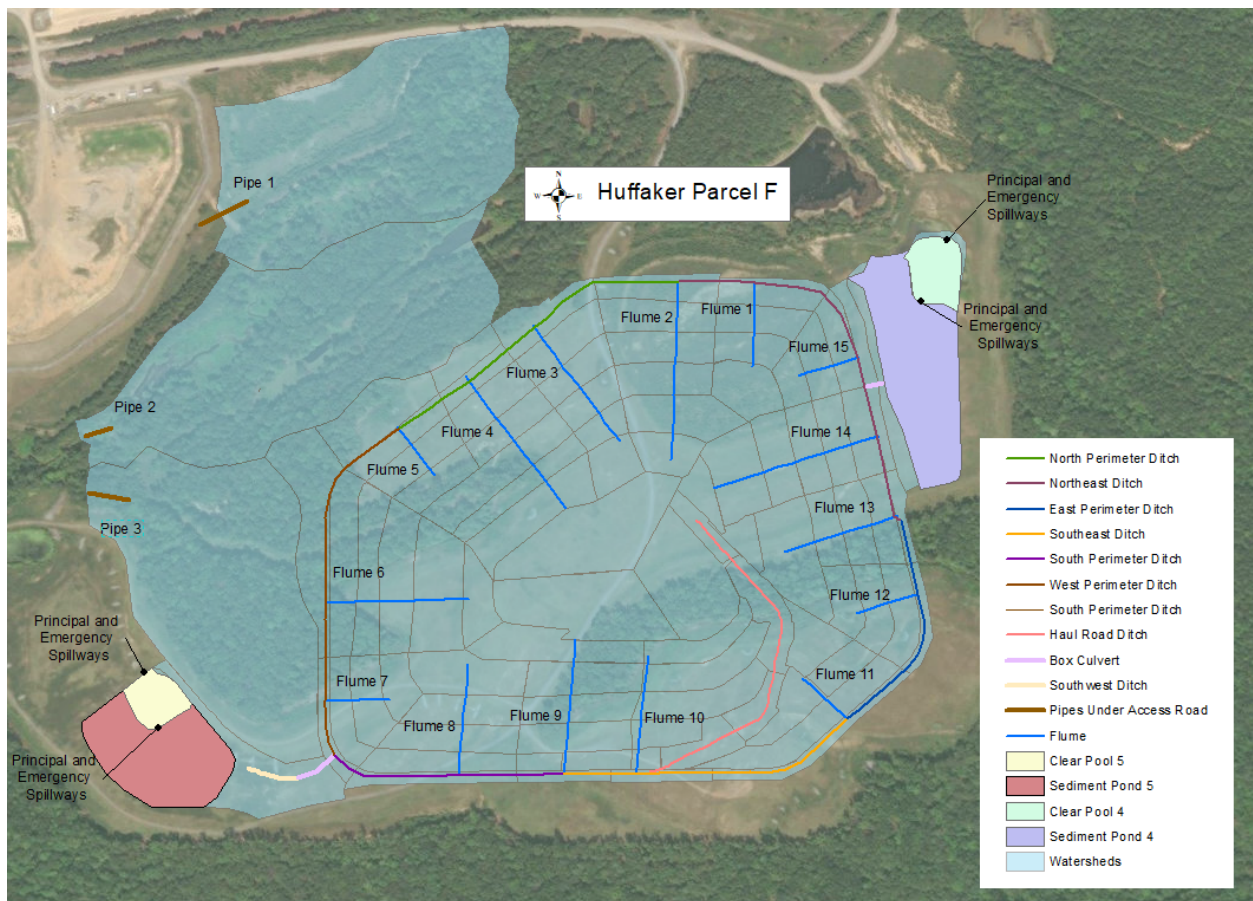 Pipe 1
N
W
E
S
Huffaker Parcel F
Principal and
Emergency
Spillways
Principal and
Emergency
Spillways
Flume 2
Flume 1
Flume 15
Flume 3
Pipe 2
Flume 4
Flume 14
Flume 5
Flume 13
Pipe 3
Flume 6
Flume 12
Principal and
Emergency
Spillways
Flume 7
Flume 11
Flume 8
Flume 9
Flume 10
Principal and
Emergency
Spillways
North Perimeter Ditch
Northeast Ditch
East Perimeter Ditch
Southeast Ditch
South Perimeter Ditch
West Perimeter Ditch
South Perimeter Ditch
Haul Road Ditch
Box Culvert
Southwest Ditch
Pipes Under Access Road
Flume
Clear Pool 5
Sediment Pond 5
Clear Pool 4
Sediment Pond 4
Watersheds